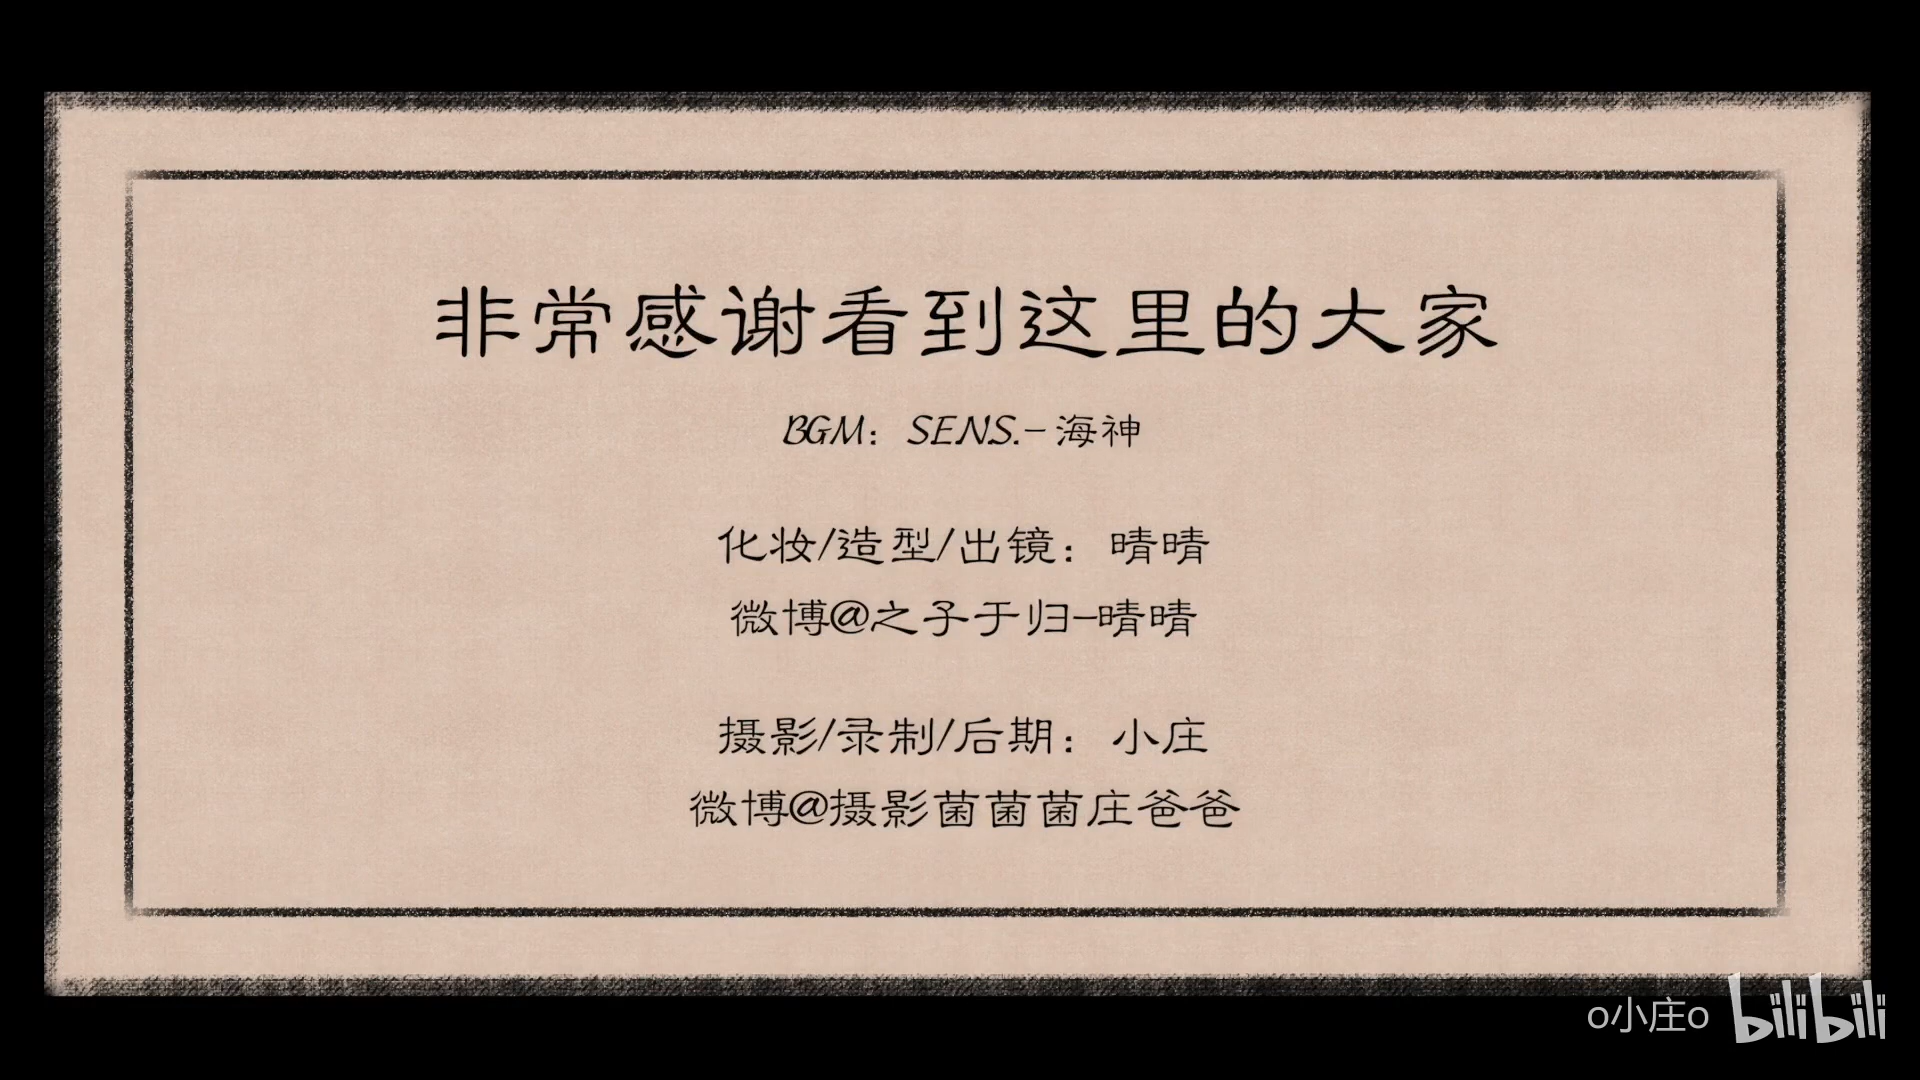 非常感谢看到这里的大家
BGM：SENS.-海神
化妆/造型/出镜：晴晴
微博@之子于归-晴晴
摄影/录制/后期：小庄
微博@摄影菌菌菌庄爸爸
o小庄o bilibili